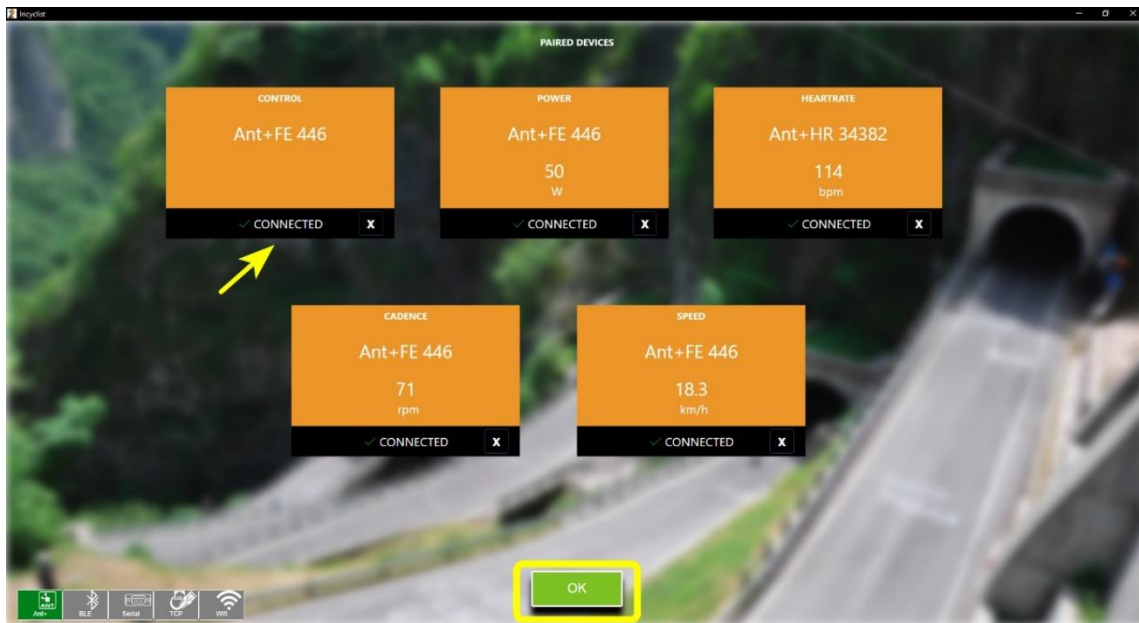 Incyclist
PAIRED DEVICES
CONTROL
Ant+FE 446
CONNECTED X
POWER
Ant+FE 446
50
W
CONNECTED X
HEARTRATE
Ant+HR 34382
114
bpm
CONNECTED X
CADENCE
Ant+FE 446
71
rpm
CONNECTED X
SPEED
Ant+FE 446
18.3
km/h
CONNECTED X
OK
ANT
Ant+ BLE Serial TCP Wifi